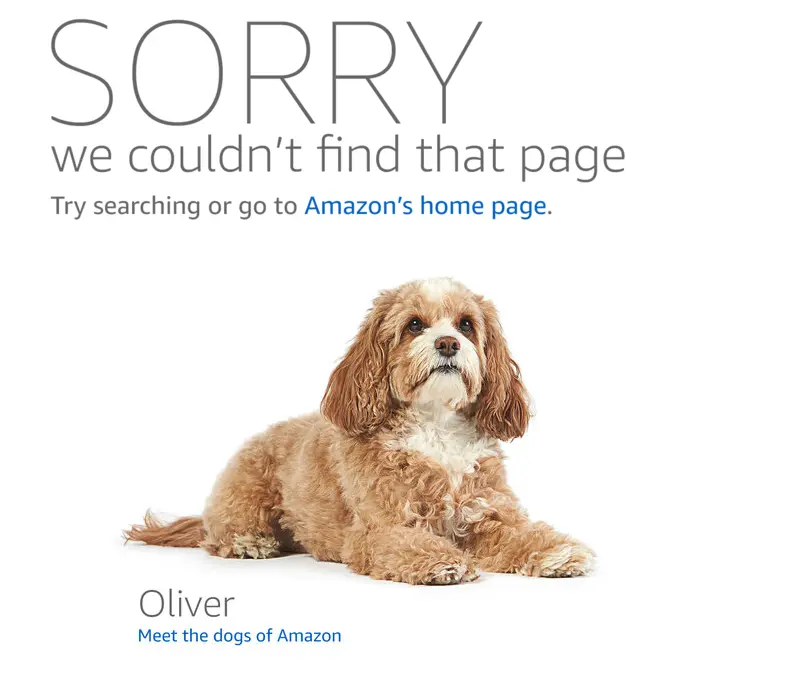 SORRY
we couldn’t find that page
Try searching or go to Amazon’s home page.
Oliver
Meet the dogs of Amazon